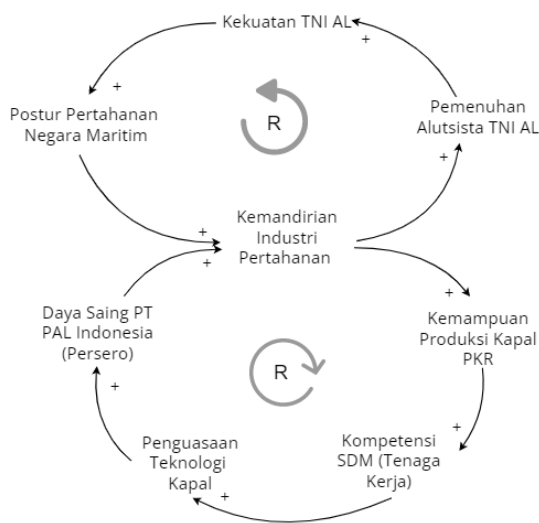 Kekuatan TNI AL
+
+
Postur Pertahanan
Negara Maritim
R
Pemenuhan
Alutsista TNI AL
+
+
Kemandirian
Industri
Pertahanan
+
+
Daya Saing PT
PAL Indonesia
(Persero)
R
Kemampuan
Produksi Kapal
PKR
+
+
Penguasaan
Teknologi
Kapal
+
Kompetensi
SDM (Tenaga
Kerja)
+